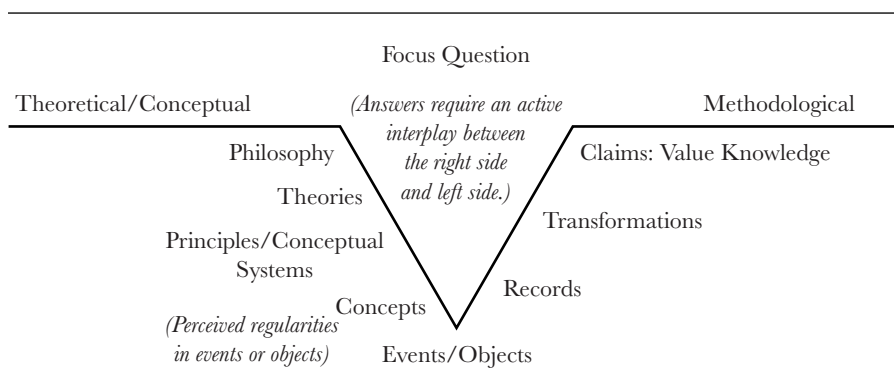 Focus Question
Theoretical/Conceptual
(Answers require an active
interplay between
the right side
and left side.)
Methodological
Philosophy
Theories
Principles/Conceptual
Systems
Concepts
(Perceived regularities
in events or objects)
Claims: Value Knowledge
Transformations
Records
Events/Objects